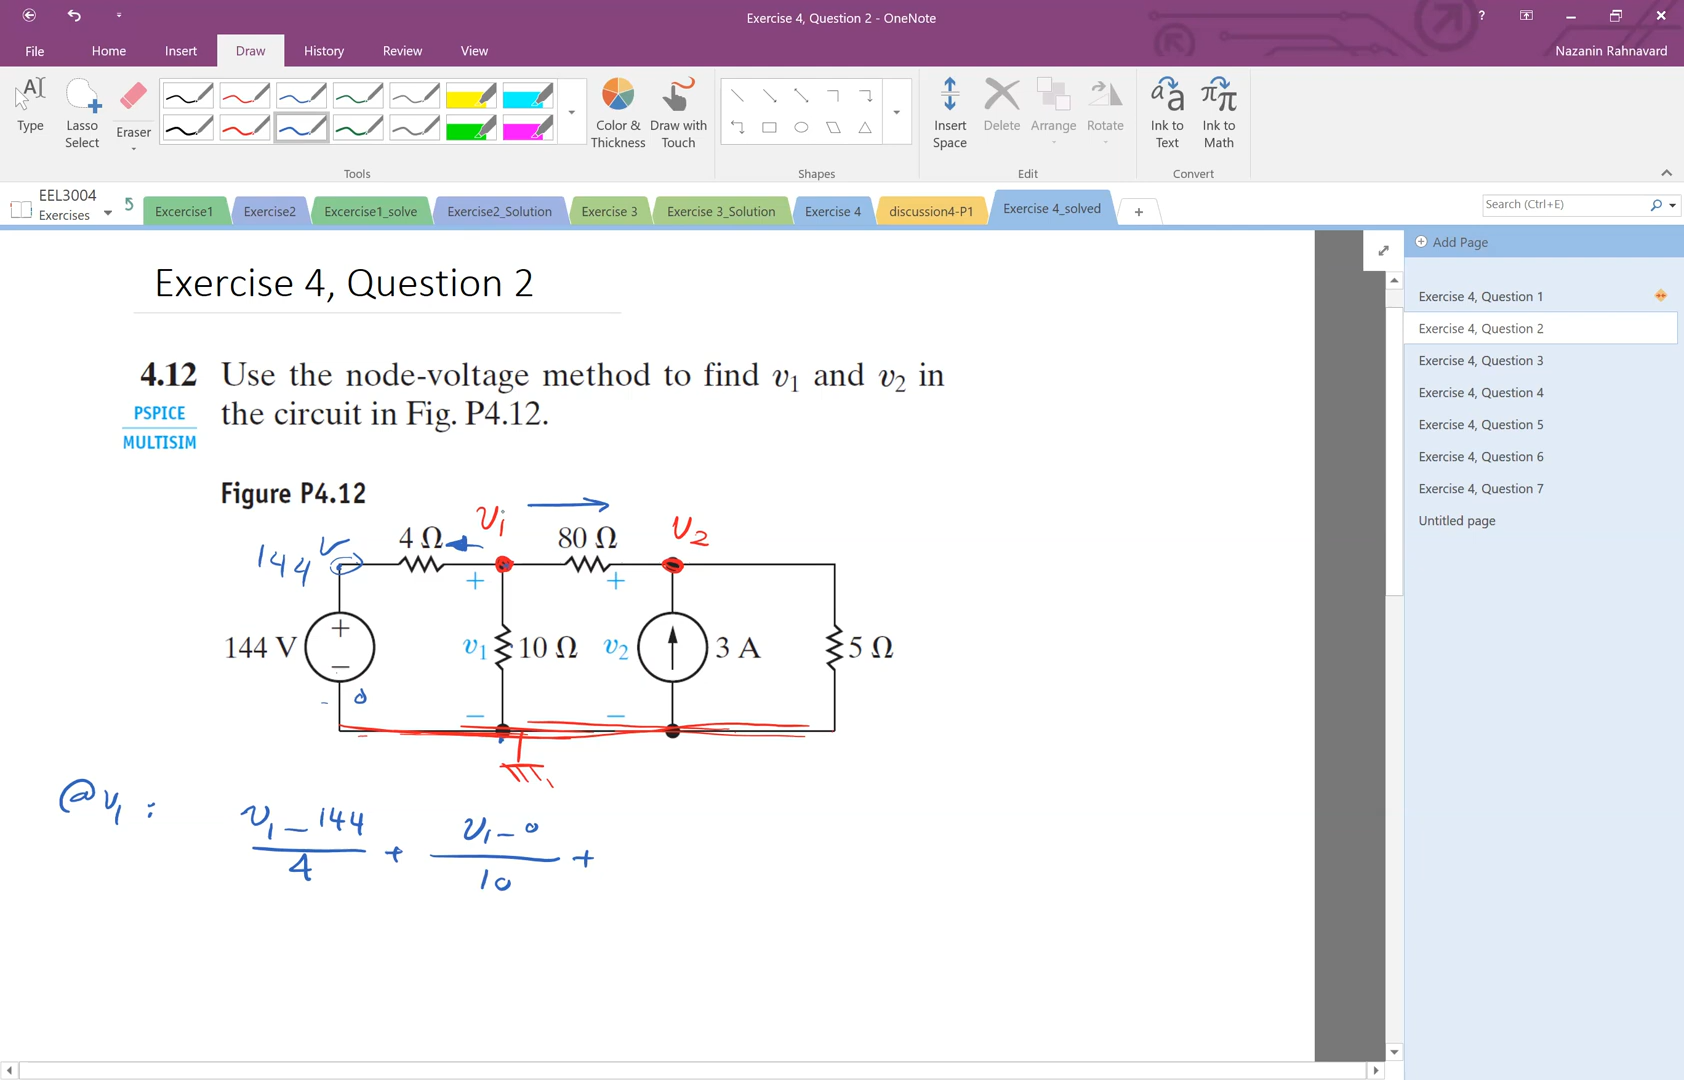 Exercise 4, Question 2 - OneNote
?
File Home Insert Draw History Review View
Nazanin Rahnavard
Type
Lasso Select
Eraser
Color & Thickness
Draw with Touch
Insert Space
Delete
Arrange
Rotate
Ink to Text
Ink to Math
Tools
Shapes
Edit
Convert
EEL3004
Exercises
Excercise1
Exercise2
Excercise1_solve
Exercise2_Solution
Exercise 3
Exercise 3_Solution
Exercise 4
discussion4-P1
Exercise 4_solved
+
Search (Ctrl+E)
Add Page
Exercise 4, Question 1
Exercise 4, Question 2
Exercise 4, Question 3
Exercise 4, Question 4
Exercise 4, Question 5
Exercise 4, Question 6
Exercise 4, Question 7
Untitled page
Exercise 4, Question 2
4.12 Use the node-voltage method to find v₁ and v₂ in
PSPICE
the circuit in Fig. P4.12.
MULTISIM
Figure P4.12
v₁
v₂
4 Ω
80 Ω
144 V
+
+
+
144 V
v₁
10 Ω
v₂
3 A
5 Ω
−
0
−
−
@v₁ :
v₁ − 144
4
+
v₁ − 0
10
+